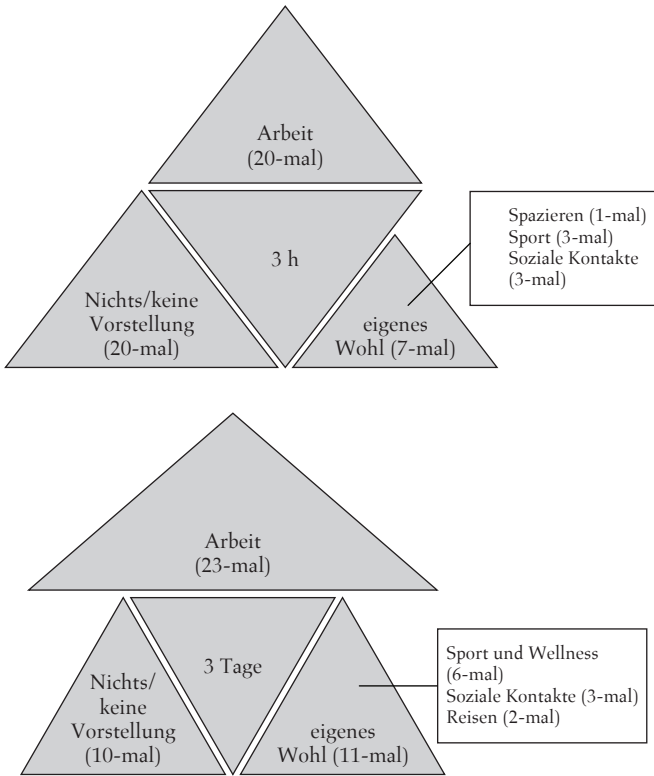 Arbeit
(20-mal)
3 h
Nichts/keine
Vorstellung
(20-mal)
eigenes
Wohl (7-mal)
Spazieren (1-mal)
Sport (3-mal)
Soziale Kontakte
(3-mal)
Arbeit
(23-mal)
3 Tage
Nichts/
keine
Vorstellung
(10-mal)
eigenes
Wohl (11-mal)
Sport und Wellness
(6-mal)
Soziale Kontakte (3-mal)
Reisen (2-mal)